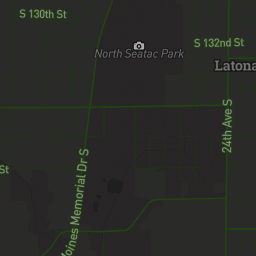 S 130th St
S 132nd St
North Seatac Park
Latona
24th Ave S
St
Moines Memorial Dr S